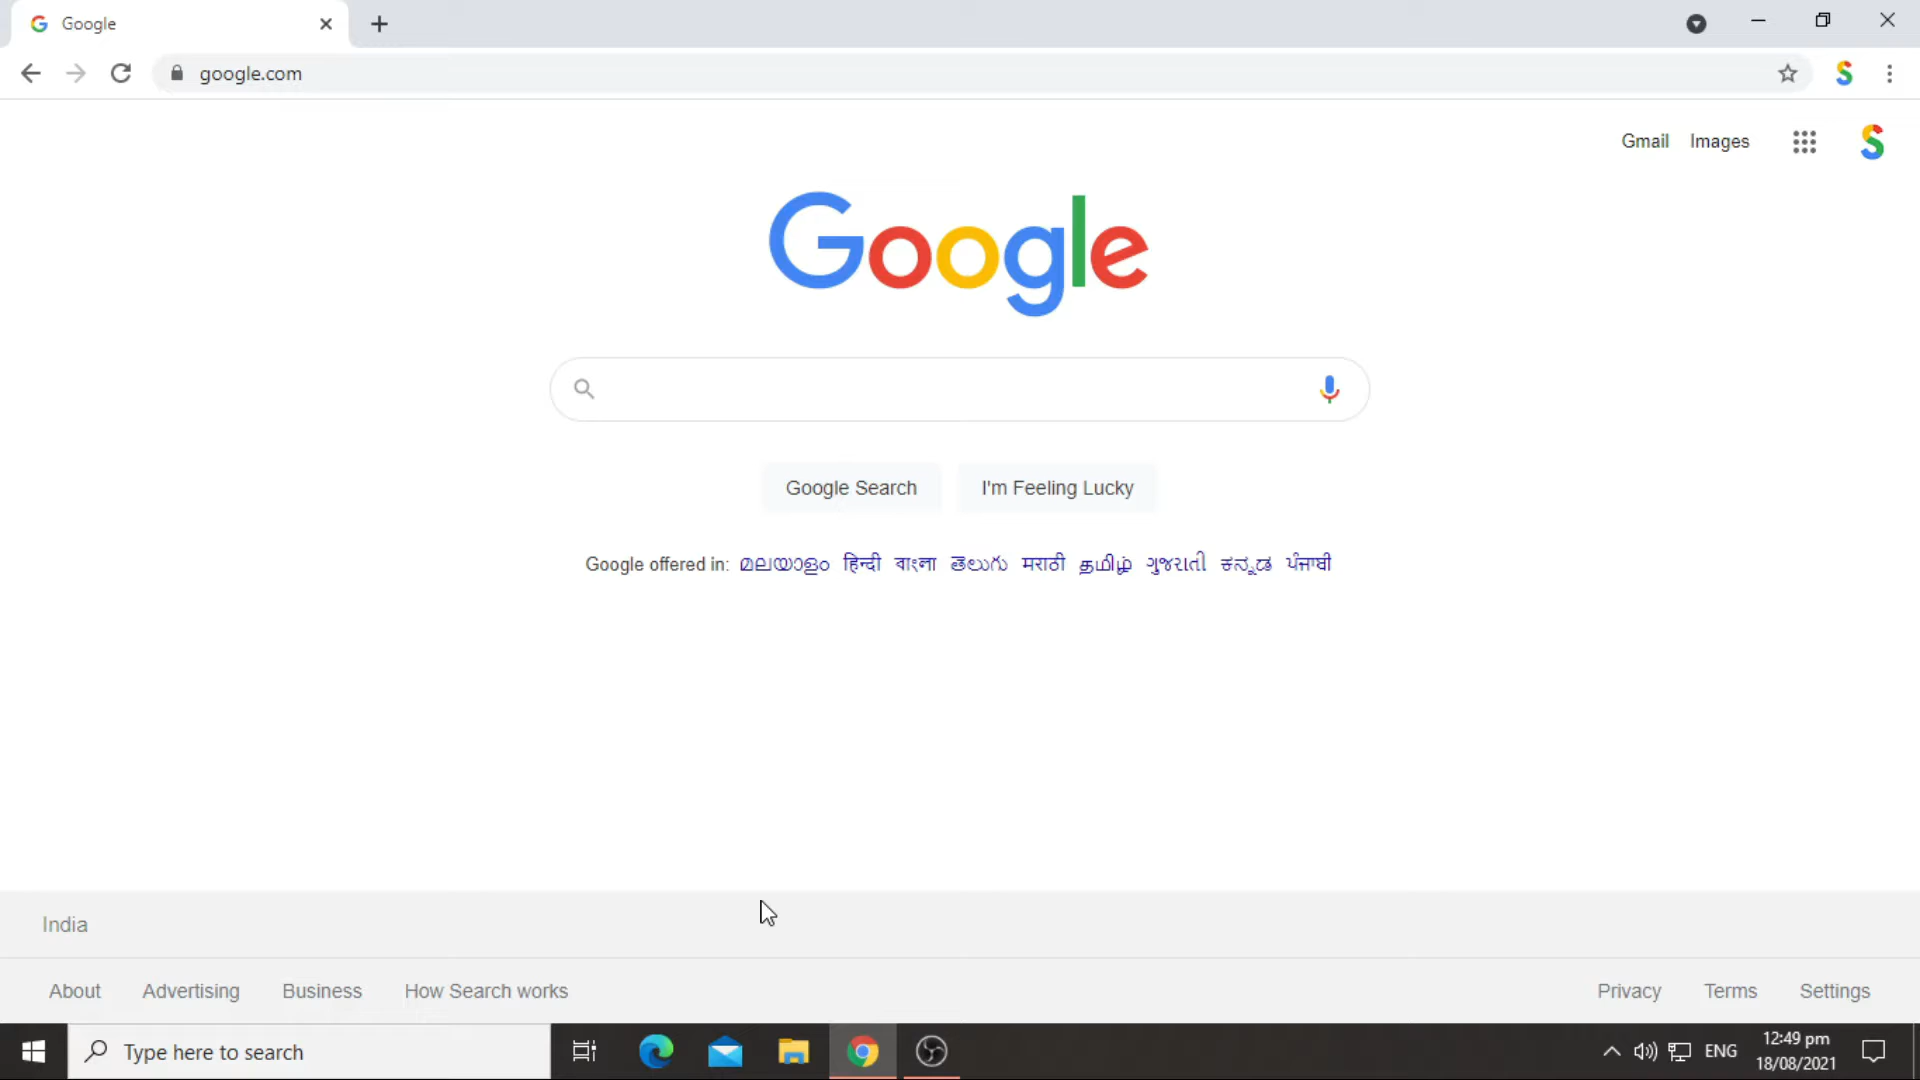 Google
google.com
Gmail Images
Google
Google Search I'm Feeling Lucky
Google offered in: മലയാളം हिन्दी বাংলা తెలుగు मराठी தமிழ் ગુજરાતી ಕನ್ನಡ ਪੰਜਾਬੀ
India
About Advertising Business How Search works Privacy Terms Settings
Type here to search ENG 12:49 pm
18/08/2021